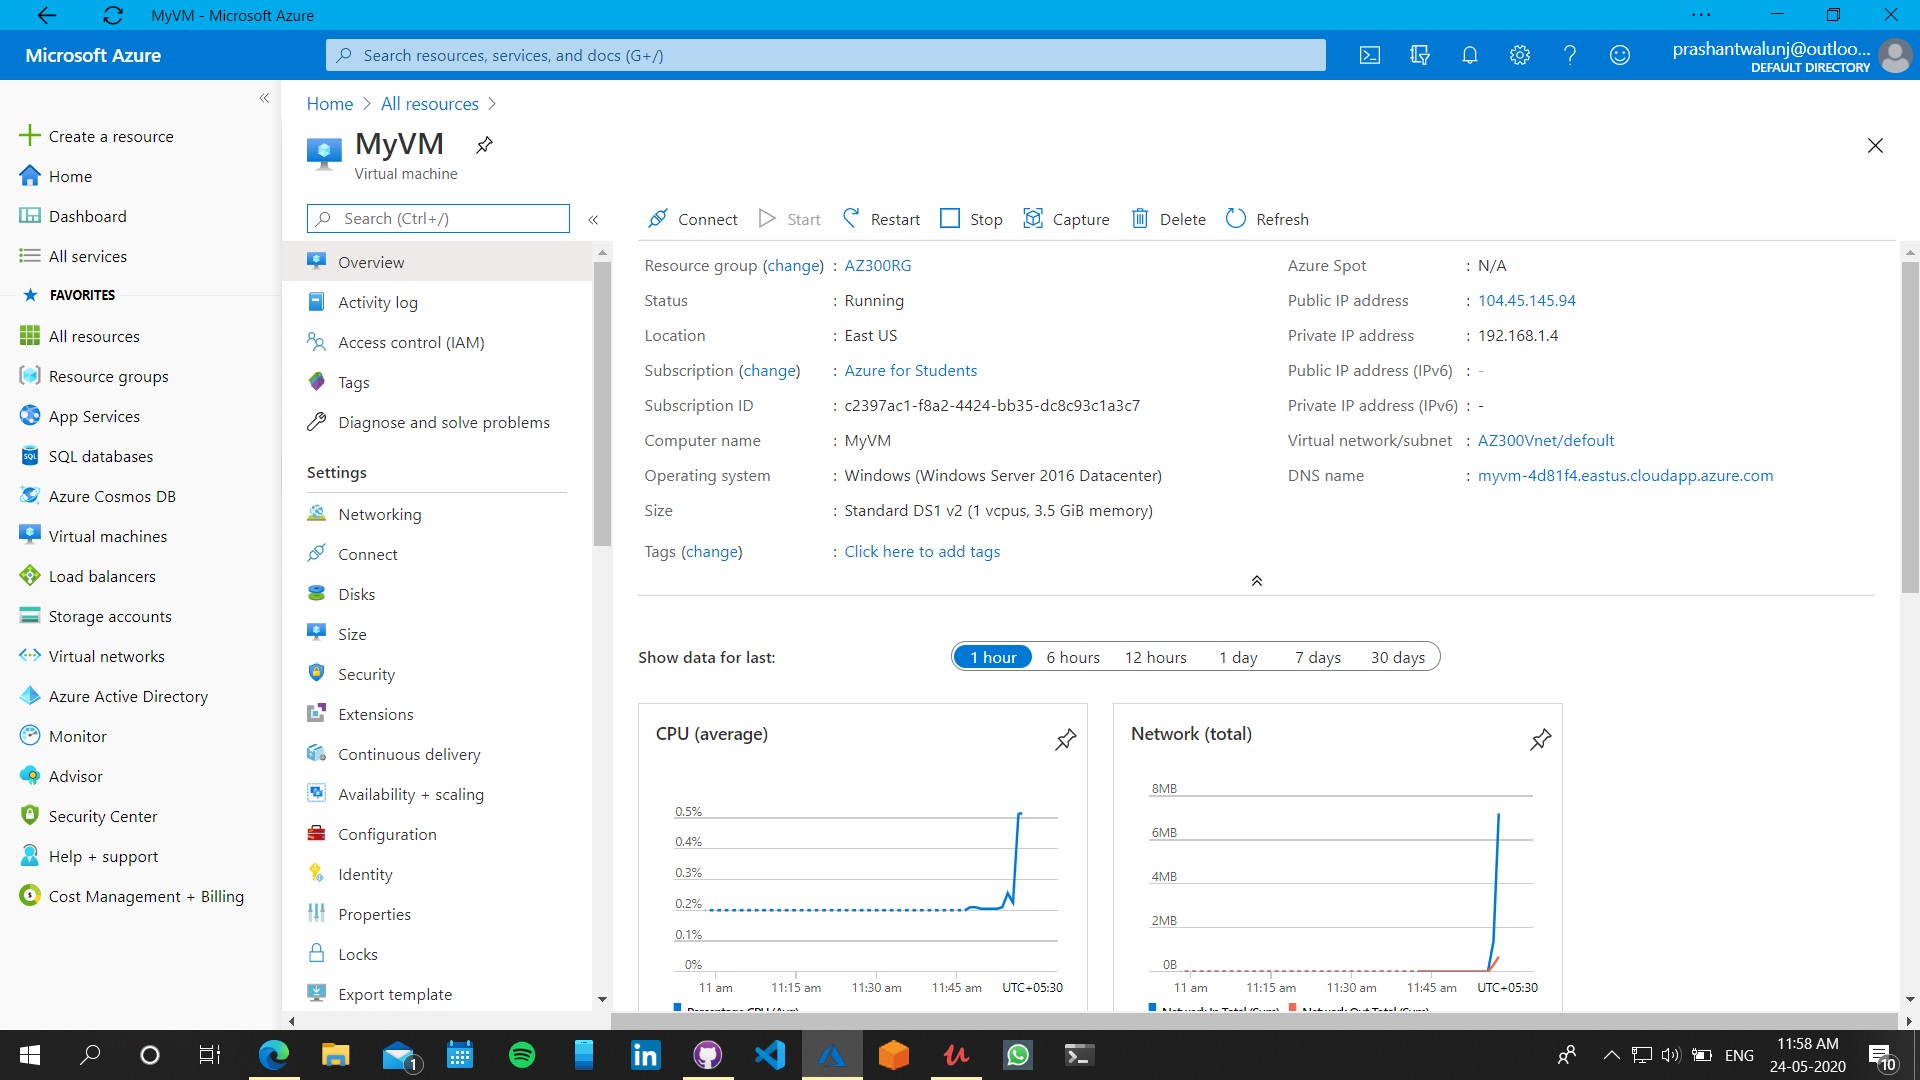 MyVM - Microsoft Azure
Microsoft Azure
Search resources, services, and docs (G+/)
prashantwalunj@outloo...
DEFAULT DIRECTORY
Create a resource
Home
Dashboard
All services
FAVORITES
All resources
Resource groups
App Services
SQL databases
Azure Cosmos DB
Virtual machines
Load balancers
Storage accounts
Virtual networks
Azure Active Directory
Monitor
Advisor
Security Center
Help + support
Cost Management + Billing
Home > All resources >
MyVM
Virtual machine
Search (Ctrl+/)
Overview
Activity log
Access control (IAM)
Tags
Diagnose and solve problems
Settings
Networking
Connect
Disks
Size
Security
Extensions
Continuous delivery
Availability + scaling
Configuration
Identity
Properties
Locks
Export template
Connect Start Restart Stop Capture Delete Refresh
Resource group (change) : AZ300RG
Status : Running
Location : East US
Subscription (change) : Azure for Students
Subscription ID : c2397ac1-f8a2-4424-bb35-dc8c93c1a3c7
Computer name : MyVM
Operating system : Windows (Windows Server 2016 Datacenter)
Size : Standard DS1 v2 (1 vcpus, 3.5 GiB memory)
Tags (change) : Click here to add tags
Azure Spot : N/A
Public IP address : 104.45.145.94
Private IP address : 192.168.1.4
Public IP address (IPv6) : -
Private IP address (IPv6) : -
Virtual network/subnet : AZ300Vnet/defoult
DNS name : myvm-4d81f4.eastus.cloudapp.azure.com
Show data for last:
1 hour 6 hours 12 hours 1 day 7 days 30 days
CPU (average)
0.5%
0.4%
0.3%
0.2%
0.1%
0%
11 am 11:15 am 11:30 am 11:45 am UTC+05:30
Percentage CPU (Avg)
Network (total)
8MB
6MB
4MB
2MB
0B
11 am 11:15 am 11:30 am 11:45 am UTC+05:30
Network In Total (Sum) Network Out Total (Sum)
1
ENG
11:58 AM
24-05-2020
10